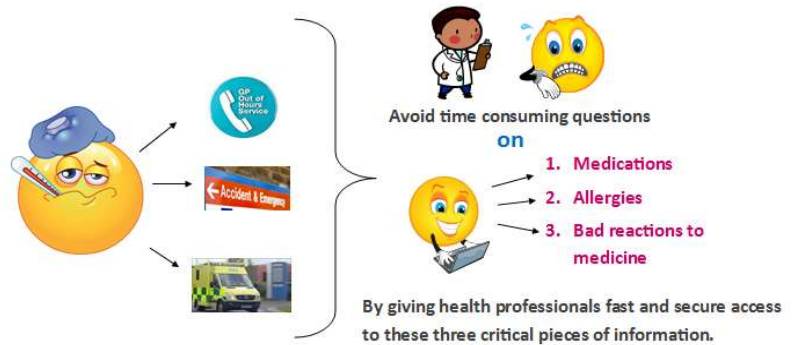 GP
Out of
Hours
Service
← Accident & Emergency
Avoid time consuming questions
on
1. Medications
2. Allergies
3. Bad reactions to
medicine
By giving health professionals fast and secure access
to these three critical pieces of information.